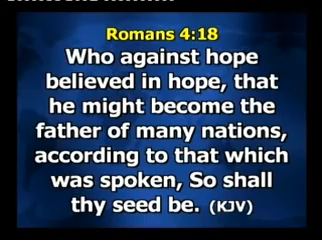 Romans 4:18
Who against hope
believed in hope, that
he might become the
father of many nations,
according to that which
was spoken, So shall
thy seed be. (KJV)